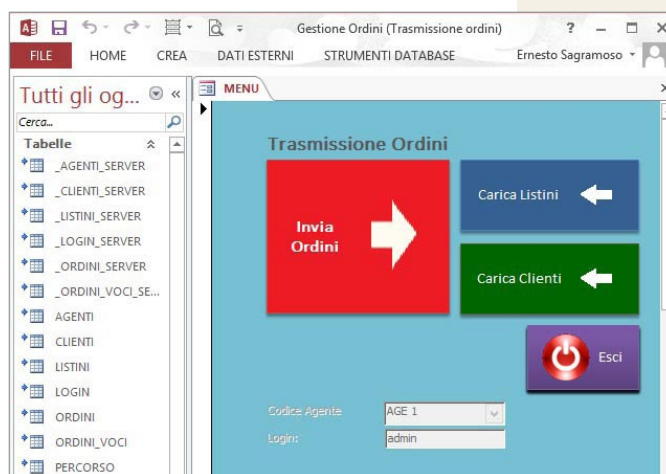 Gestione Ordini (Trasmissione ordini)
FILE HOME CREA DATI ESTERNI STRUMENTI DATABASE Ernesto Sagramoso
Tutti gli og...
Cerca...
Tabelle
_AGENTI_SERVER
_CLIENTI_SERVER
_LISTINI_SERVER
_LOGIN_SERVER
_ORDINI_SERVER
_ORDINI_VOCI_SE...
AGENTI
CLIENTI
LISTINI
LOGIN
ORDINI
ORDINI_VOCI
PERCORSO
MENU
Trasmissione Ordini
Invia
Ordini
Carica Listini
Carica Clienti
Esci
Codice Agente AGE 1
Login: admin